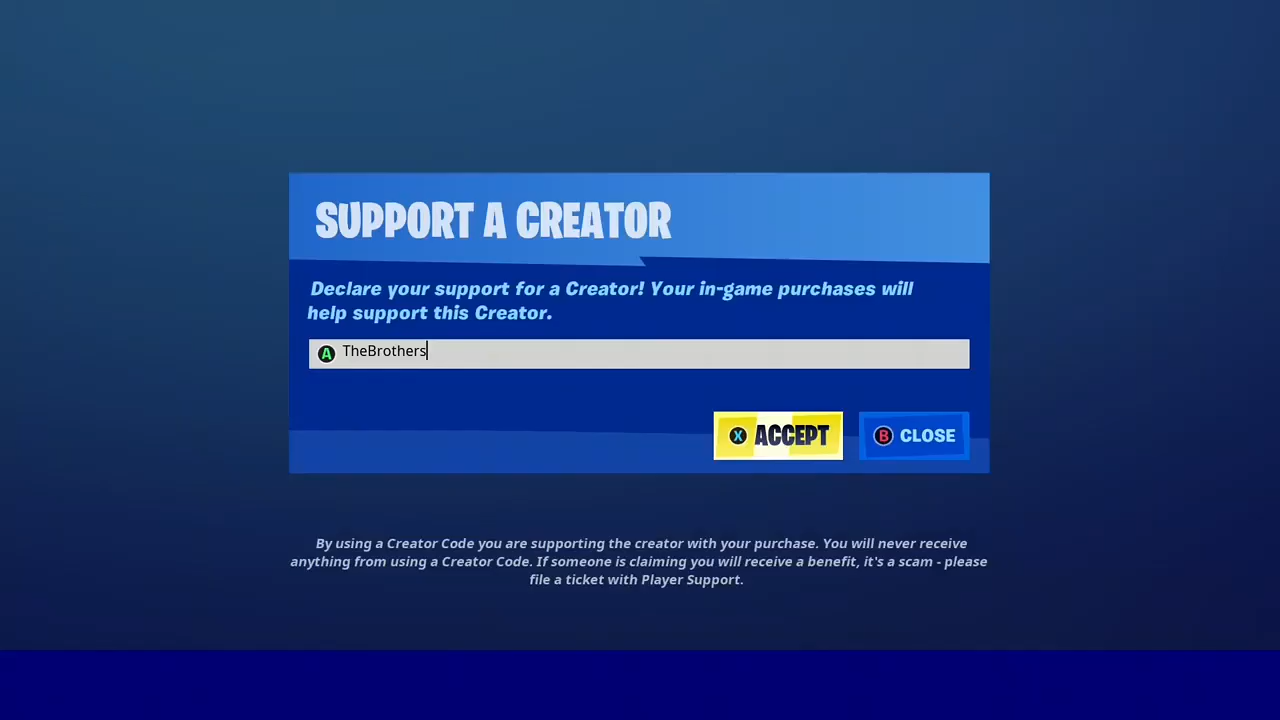 SUPPORT A CREATOR
Declare your support for a Creator! Your in-game purchases will
help support this Creator.
A TheBrothers
X ACCEPT B CLOSE
By using a Creator Code you are supporting the creator with your purchase. You will never receive
anything from using a Creator Code. If someone is claiming you will receive a benefit, it's a scam - please
file a ticket with Player Support.